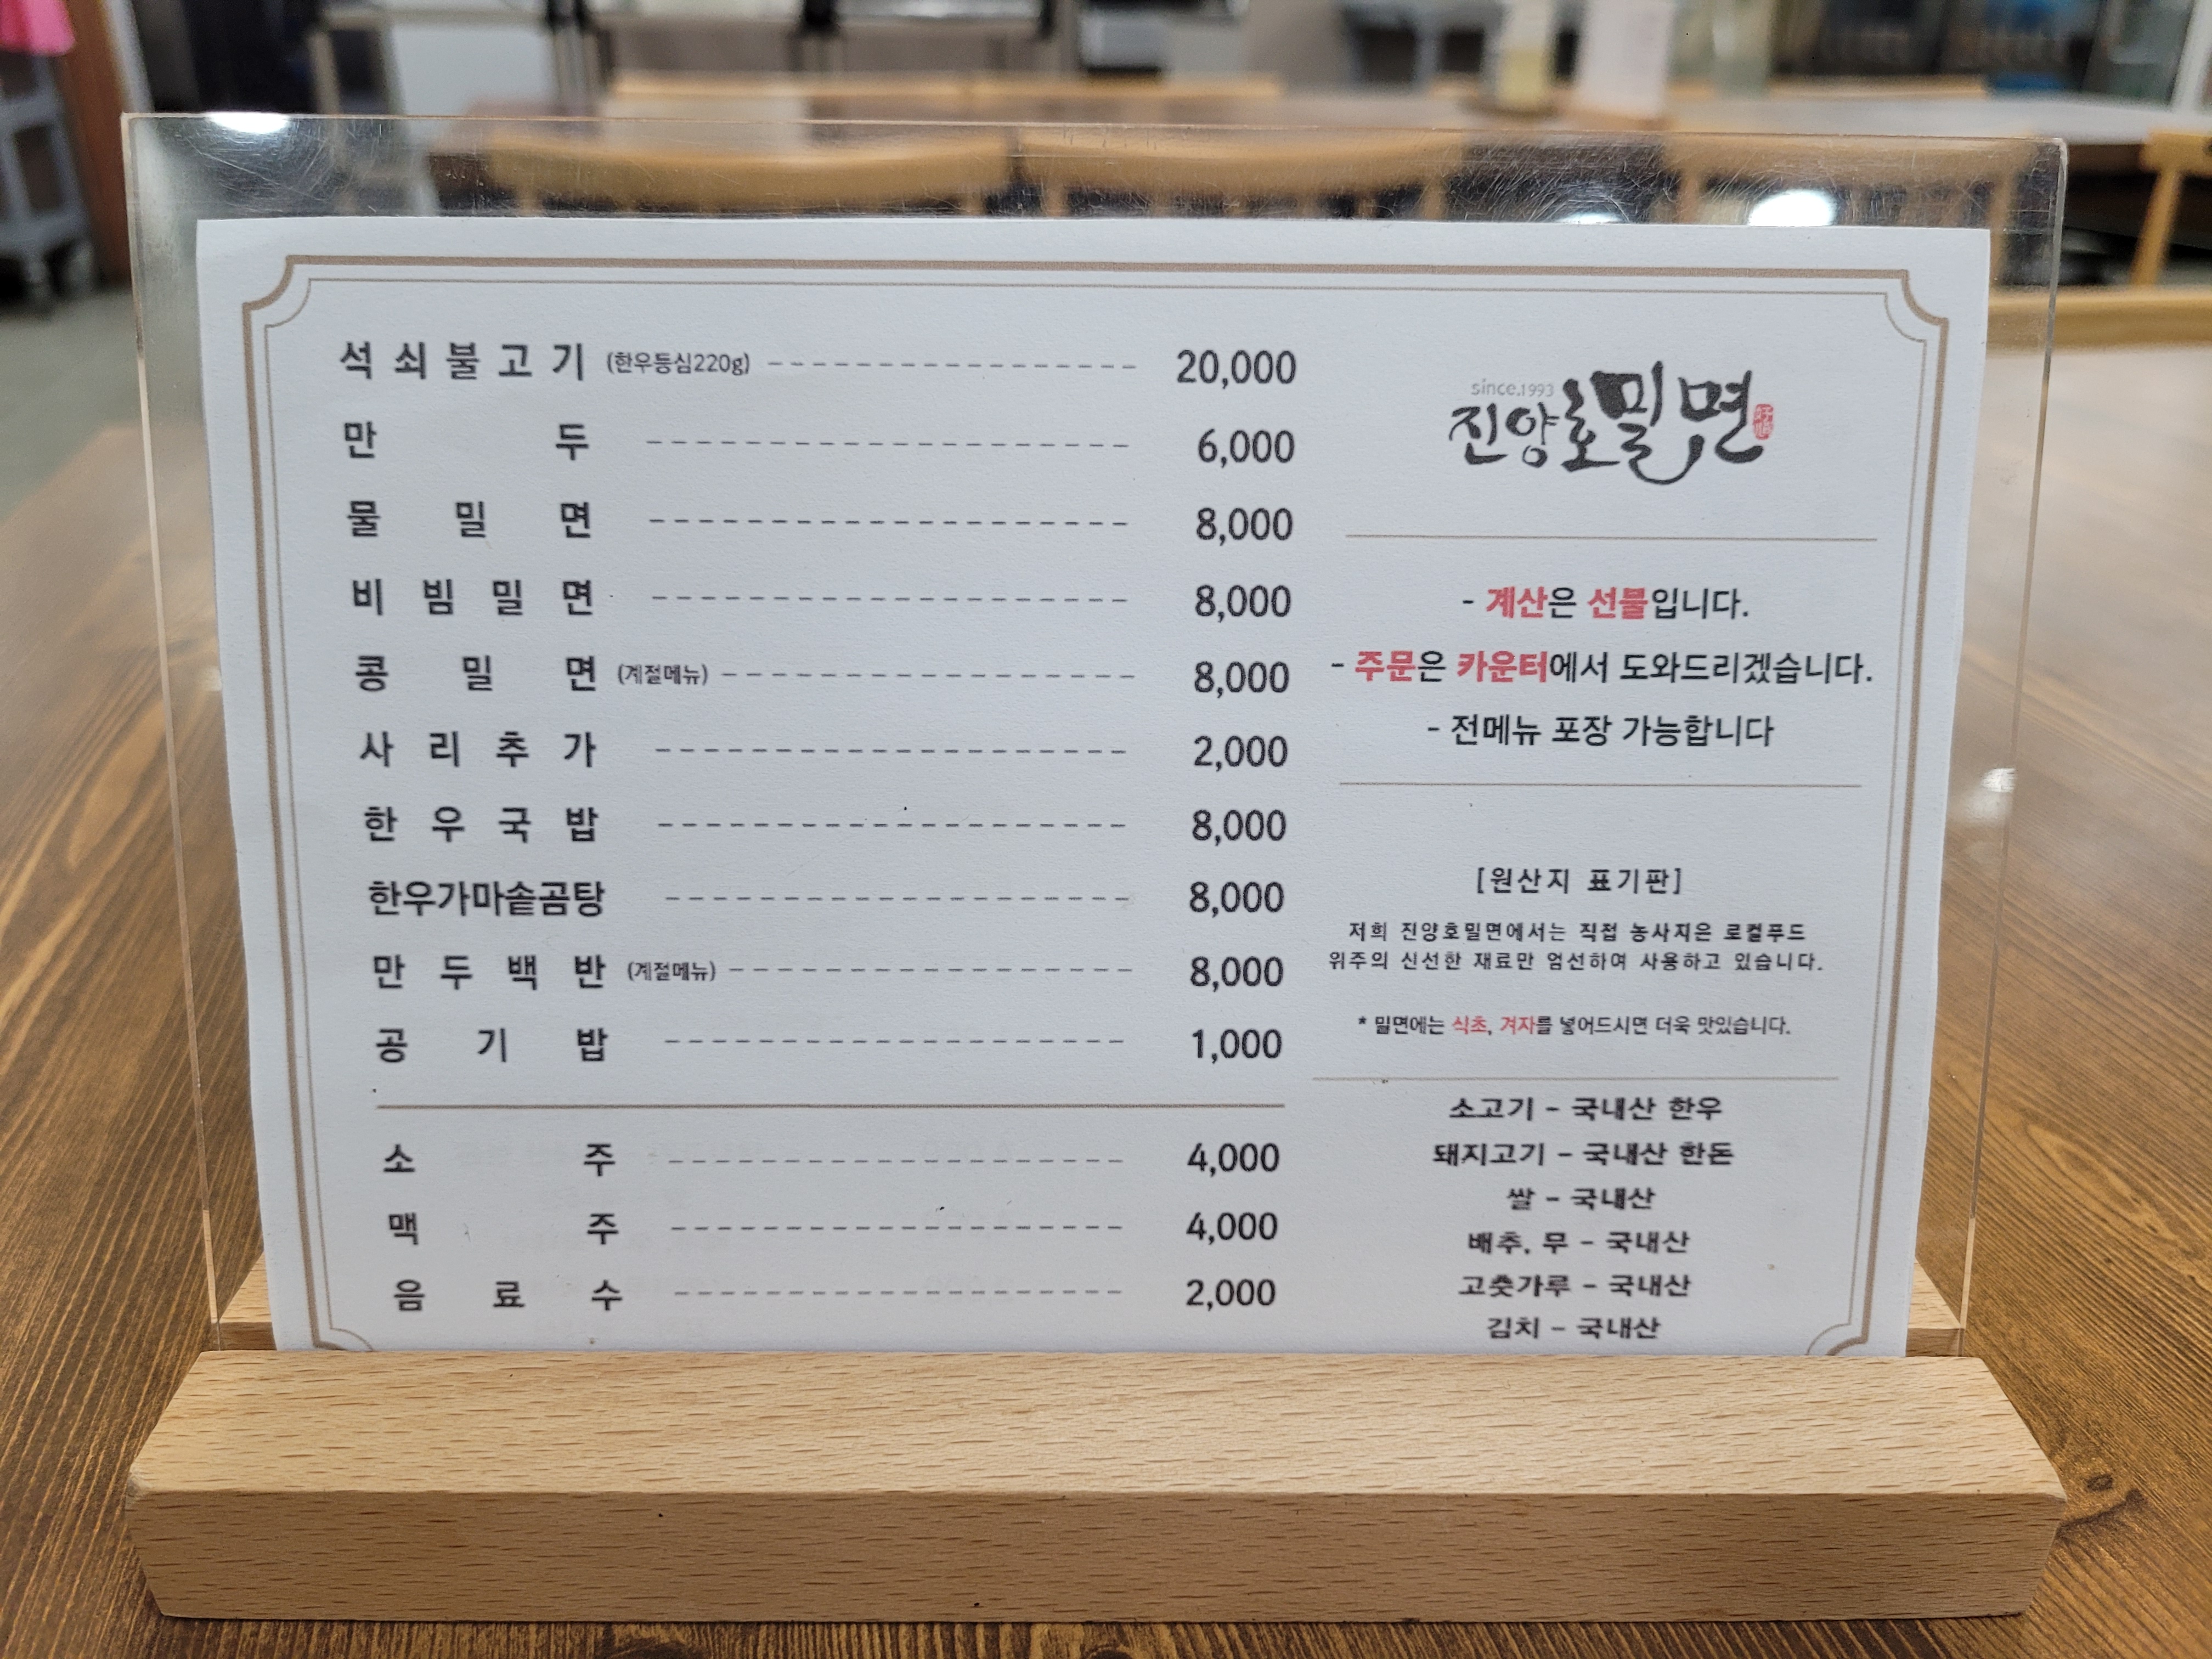 석쇠불고기 (한우등심220g) 20,000
만두 6,000
물밀면 8,000
비빔밀면 8,000
콩밀면 (계절메뉴) 8,000
사리추가 2,000
한우국밥 8,000
한우가마솥곰탕 8,000
만두백반 (계절메뉴) 8,000
공기밥 1,000
소주 4,000
맥주 4,000
음료수 2,000
since.1993
진양호밀면
- 계산은 선불입니다.
- 주문은 카운터에서 도와드리겠습니다.
- 전메뉴 포장 가능합니다
[원산지 표기판]
저희 진양호밀면에서는 직접 농사지은 로컬푸드
위주의 신선한 재료만 엄선하여 사용하고 있습니다.
* 밀면에는 식초, 겨자를 넣어드시면 더욱 맛있습니다.
소고기 - 국내산 한우
돼지고기 - 국내산 한돈
쌀 - 국내산
배추, 무 - 국내산
고춧가루 - 국내산
김치 - 국내산